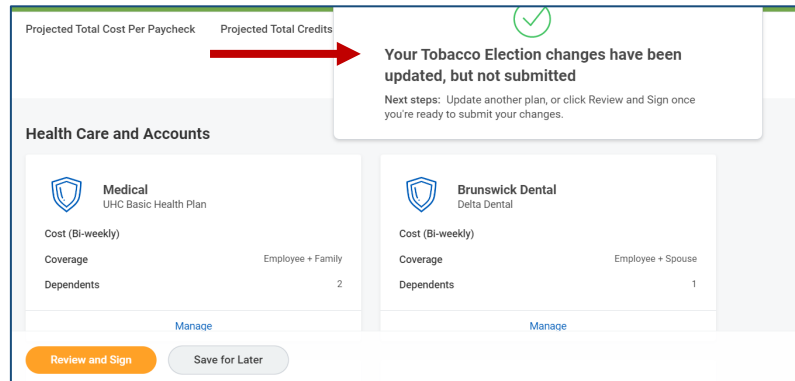 Projected Total Cost Per Paycheck
Projected Total Credits
Your Tobacco Election changes have been
updated, but not submitted
Next steps: Update another plan, or click Review and Sign once
you're ready to submit your changes.
Health Care and Accounts
Medical
UHC Basic Health Plan
Cost (Bi-weekly)
Coverage Employee + Family
Dependents 2
Manage
Brunswick Dental
Delta Dental
Cost (Bi-weekly)
Coverage Employee + Spouse
Dependents 1
Manage
Review and Sign
Save for Later